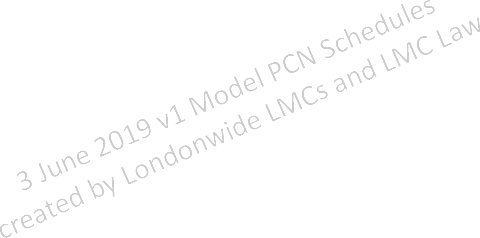 3 June 2019 v1 Model PCN Schedules
created by Londonwide LMCs and LMC Law